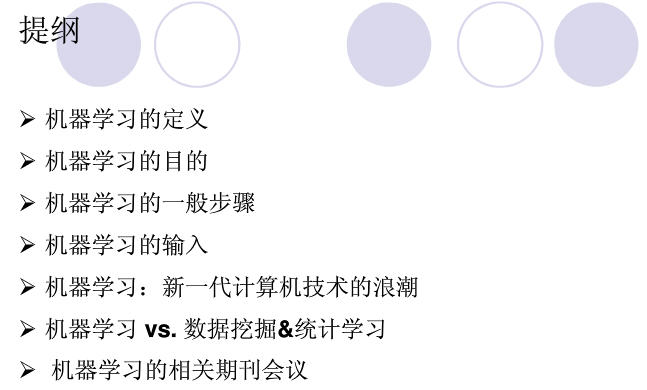 提纲
➢ 机器学习的定义
➢ 机器学习的目的
➢ 机器学习的一般步骤
➢ 机器学习的输入
➢ 机器学习：新一代计算机技术的浪潮
➢ 机器学习 vs. 数据挖掘&统计学习
➢ 机器学习的相关期刊会议